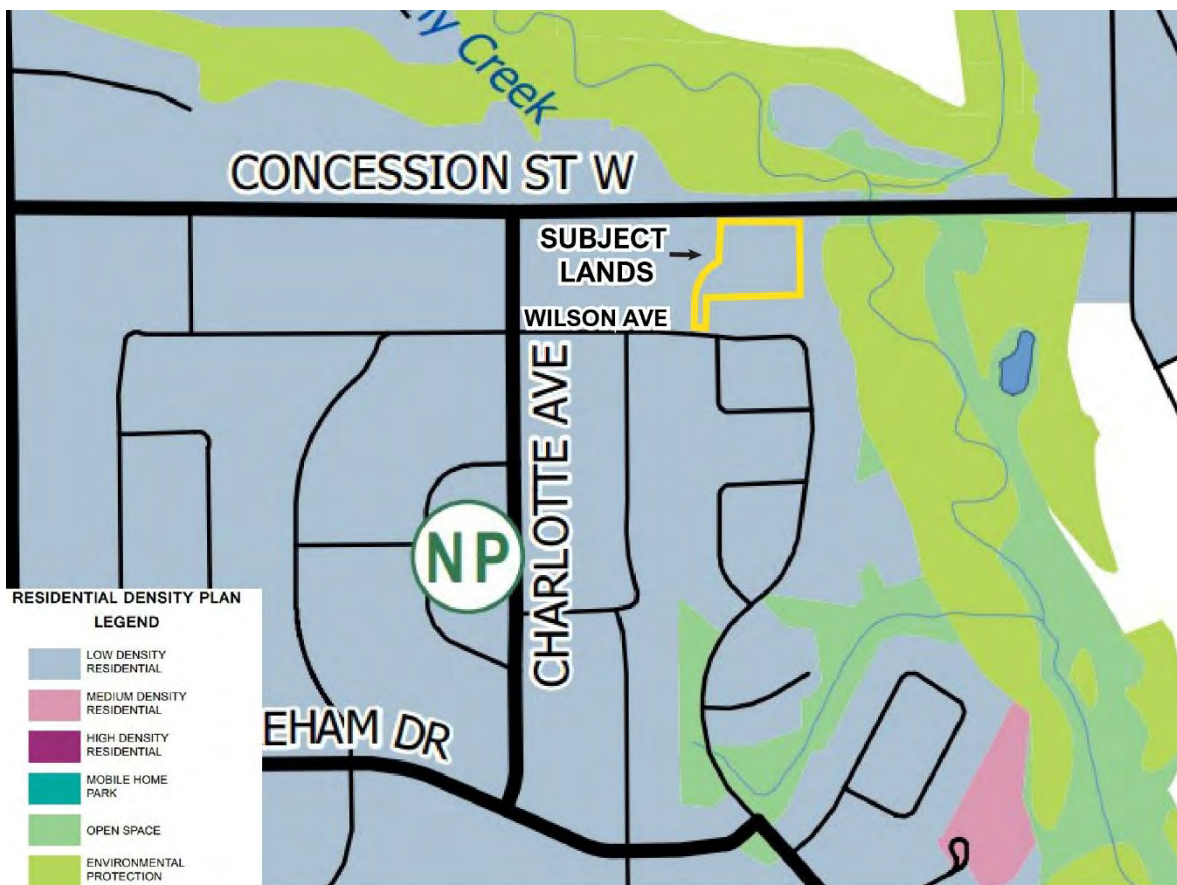 Creek
CONCESSION ST W
SUBJECT
LANDS
WILSON AVE
CHARLOTTE AVE
NP
EHAM DR
RESIDENTIAL DENSITY PLAN
LEGEND
LOW DENSITY
RESIDENTIAL
MEDIUM DENSITY
RESIDENTIAL
HIGH DENSITY
RESIDENTIAL
MOBILE HOME
PARK
OPEN SPACE
ENVIRONMENTAL
PROTECTION